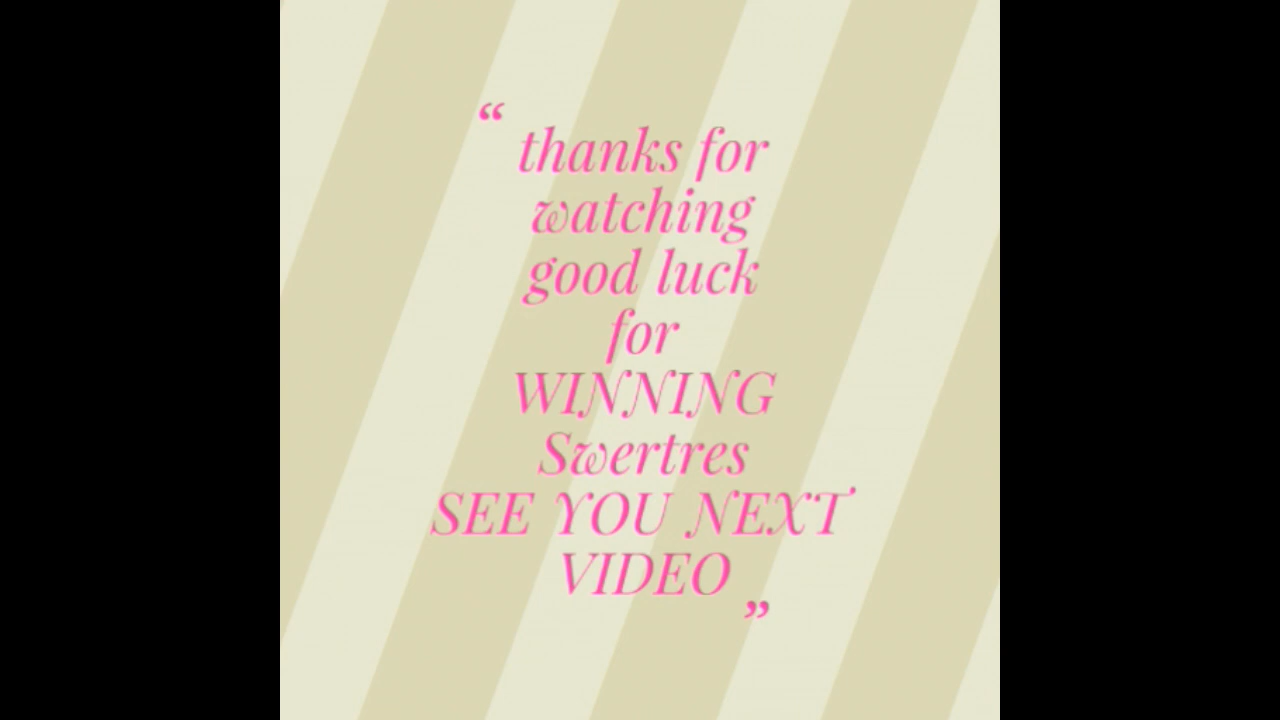 “ thanks for
watching
good luck
for
WINNING
Swertres
SEE YOU NEXT
VIDEO ”